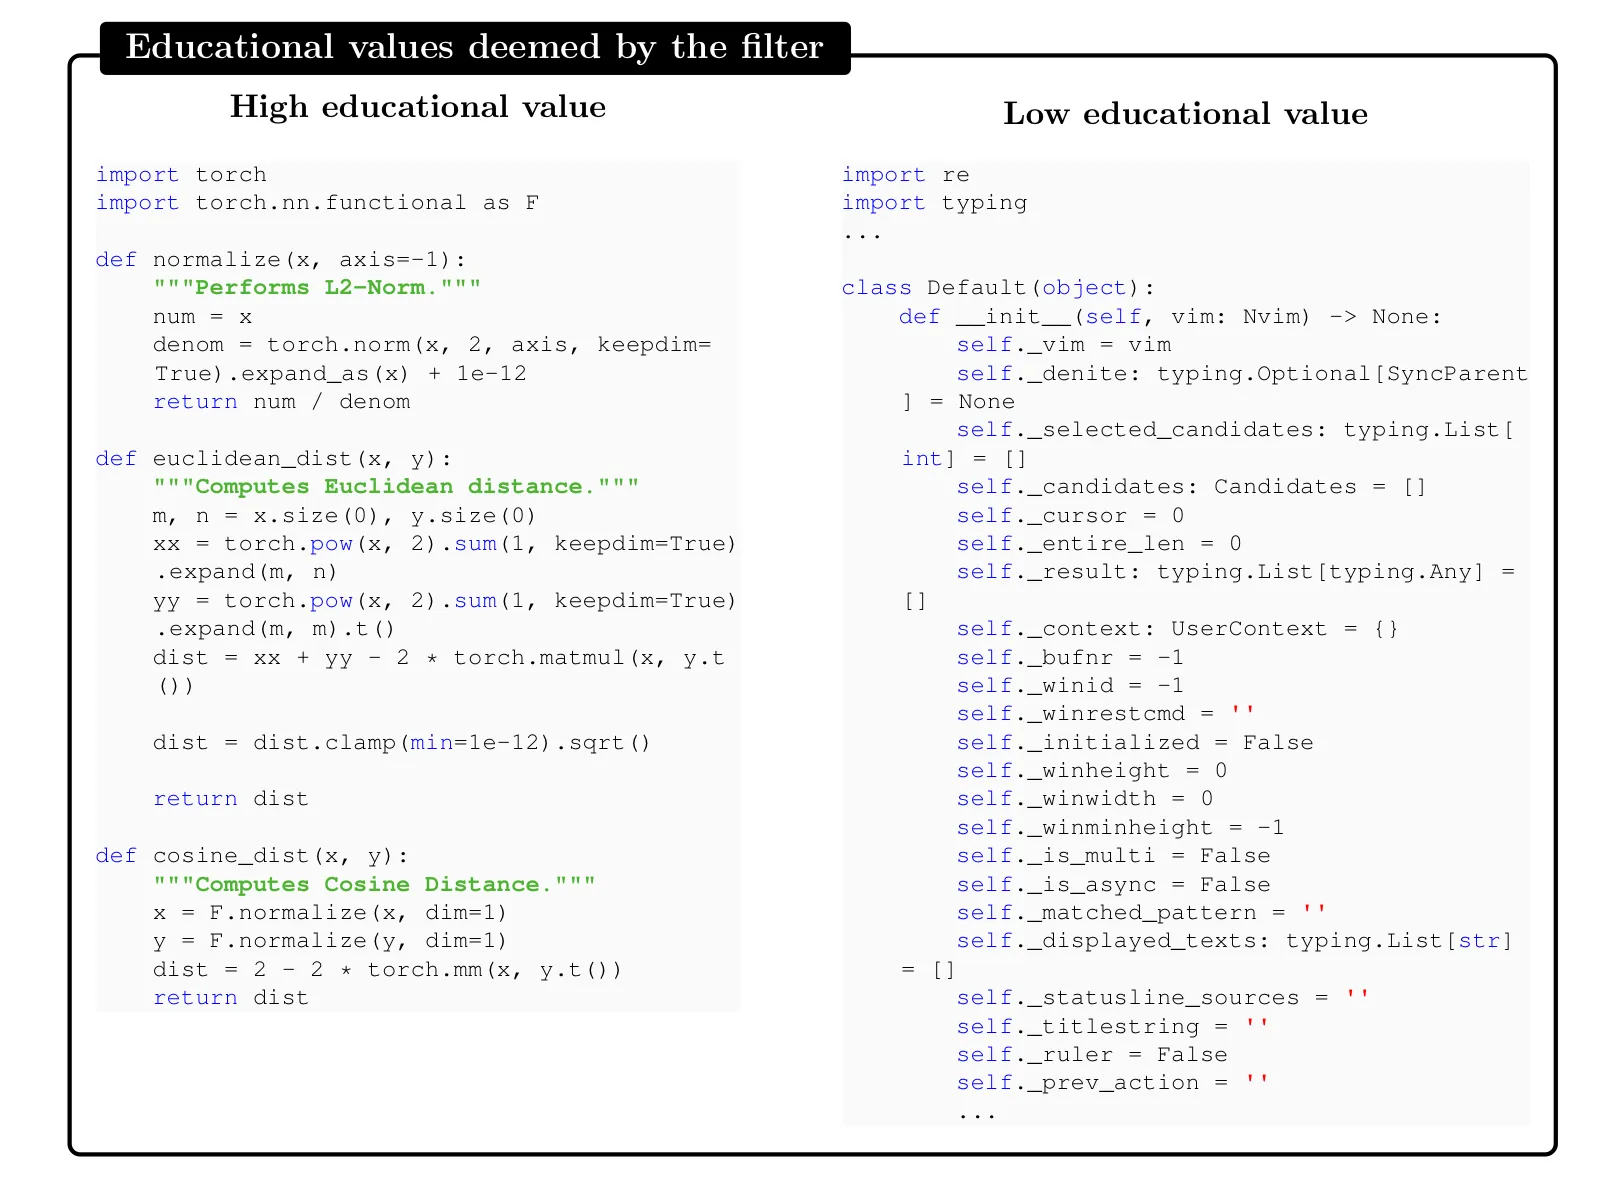 Educational values deemed by the filter
High educational value
import torch
import torch.nn.functional as F

def normalize(x, axis=-1):
    """Performs L2-Norm."""
    num = x
    denom = torch.norm(x, 2, axis, keepdim=
    True).expand_as(x) + 1e-12
    return num / denom

def euclidean_dist(x, y):
    """Computes Euclidean distance."""
    m, n = x.size(0), y.size(0)
    xx = torch.pow(x, 2).sum(1, keepdim=True)
    .expand(m, n)
    yy = torch.pow(x, 2).sum(1, keepdim=True)
    .expand(m, m).t()
    dist = xx + yy - 2 * torch.matmul(x, y.t
    ())

    dist = dist.clamp(min=1e-12).sqrt()

    return dist

def cosine_dist(x, y):
    """Computes Cosine Distance."""
    x = F.normalize(x, dim=1)
    y = F.normalize(y, dim=1)
    dist = 2 - 2 * torch.mm(x, y.t())
    return dist
Low educational value
import re
import typing
...

class Default(object):
    def __init__(self, vim: Nvim) -> None:
        self._vim = vim
        self._denite: typing.Optional[SyncParent
    ] = None
        self._selected_candidates: typing.List[
    int] = []
        self._candidates: Candidates = []
        self._cursor = 0
        self._entire_len = 0
        self._result: typing.List[typing.Any] =
    []
        self._context: UserContext = {}
        self._bufnr = -1
        self._winid = -1
        self._winrestcmd = ''
        self._initialized = False
        self._winheight = 0
        self._winwidth = 0
        self._winminheight = -1
        self._is_multi = False
        self._is_async = False
        self._matched_pattern = ''
        self._displayed_texts: typing.List[str]
    = []
        self._statusline_sources = ''
        self._titlestring = ''
        self._ruler = False
        self._prev_action = ''
        ...